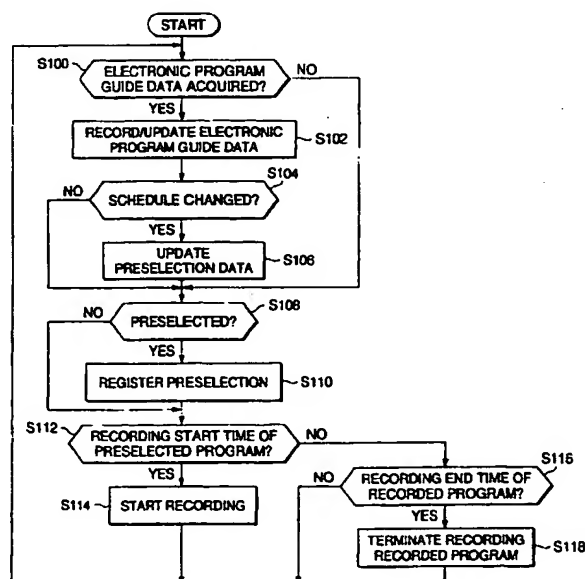 START
S100
ELECTRONIC PROGRAM
GUIDE DATA ACQUIRED?
NO
YES
RECORD/UPDATE ELECTRONIC
PROGRAM GUIDE DATA
S102
S104
NO
SCHEDULE CHANGED?
YES
UPDATE
PRESELECTION DATA
S106
S108
NO
PRESELECTED?
YES
REGISTER PRESELECTION
S110
S112
RECORDING START TIME OF
PRESELECTED PROGRAM?
NO
YES
S114
START RECORDING
S116
NO
RECORDING END TIME OF
RECORDED PROGRAM?
YES
TERMINATE RECORDING
RECORDED PROGRAM
S118